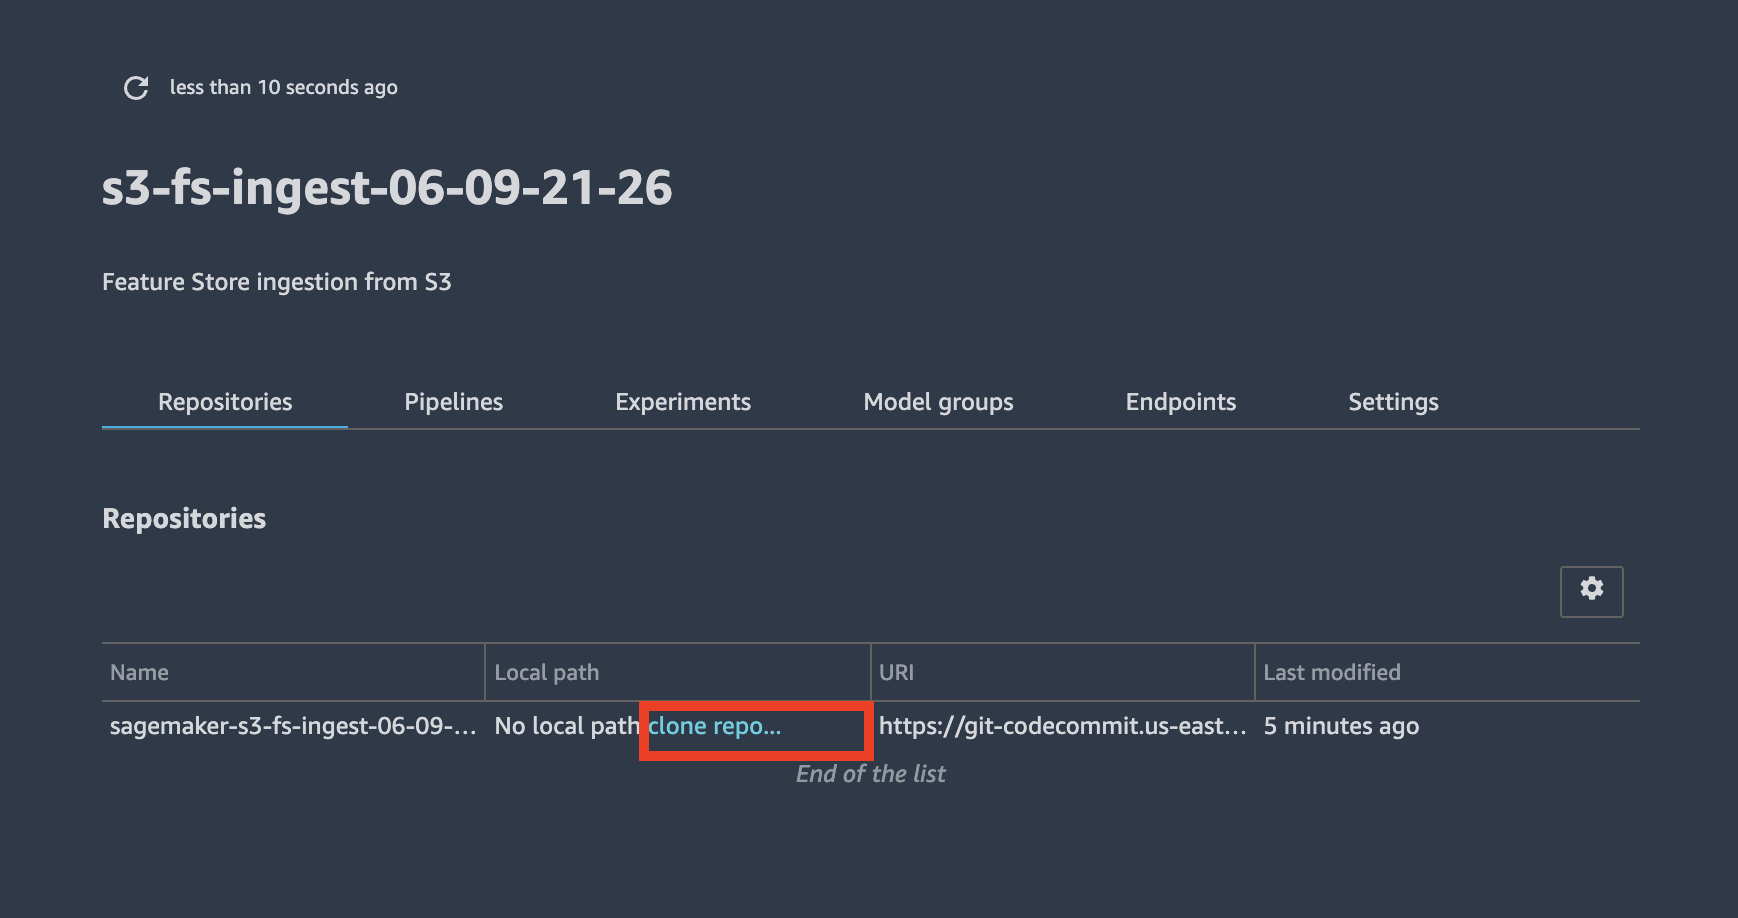 less than 10 seconds ago
s3-fs-ingest-06-09-21-26
Feature Store ingestion from S3
Repositories Pipelines Experiments Model groups Endpoints Settings
Repositories
Name Local path URI Last modified
sagemaker-s3-fs-ingest-06-09-... No local path clone repo... https://git-codecommit.us-east... 5 minutes ago
End of the list